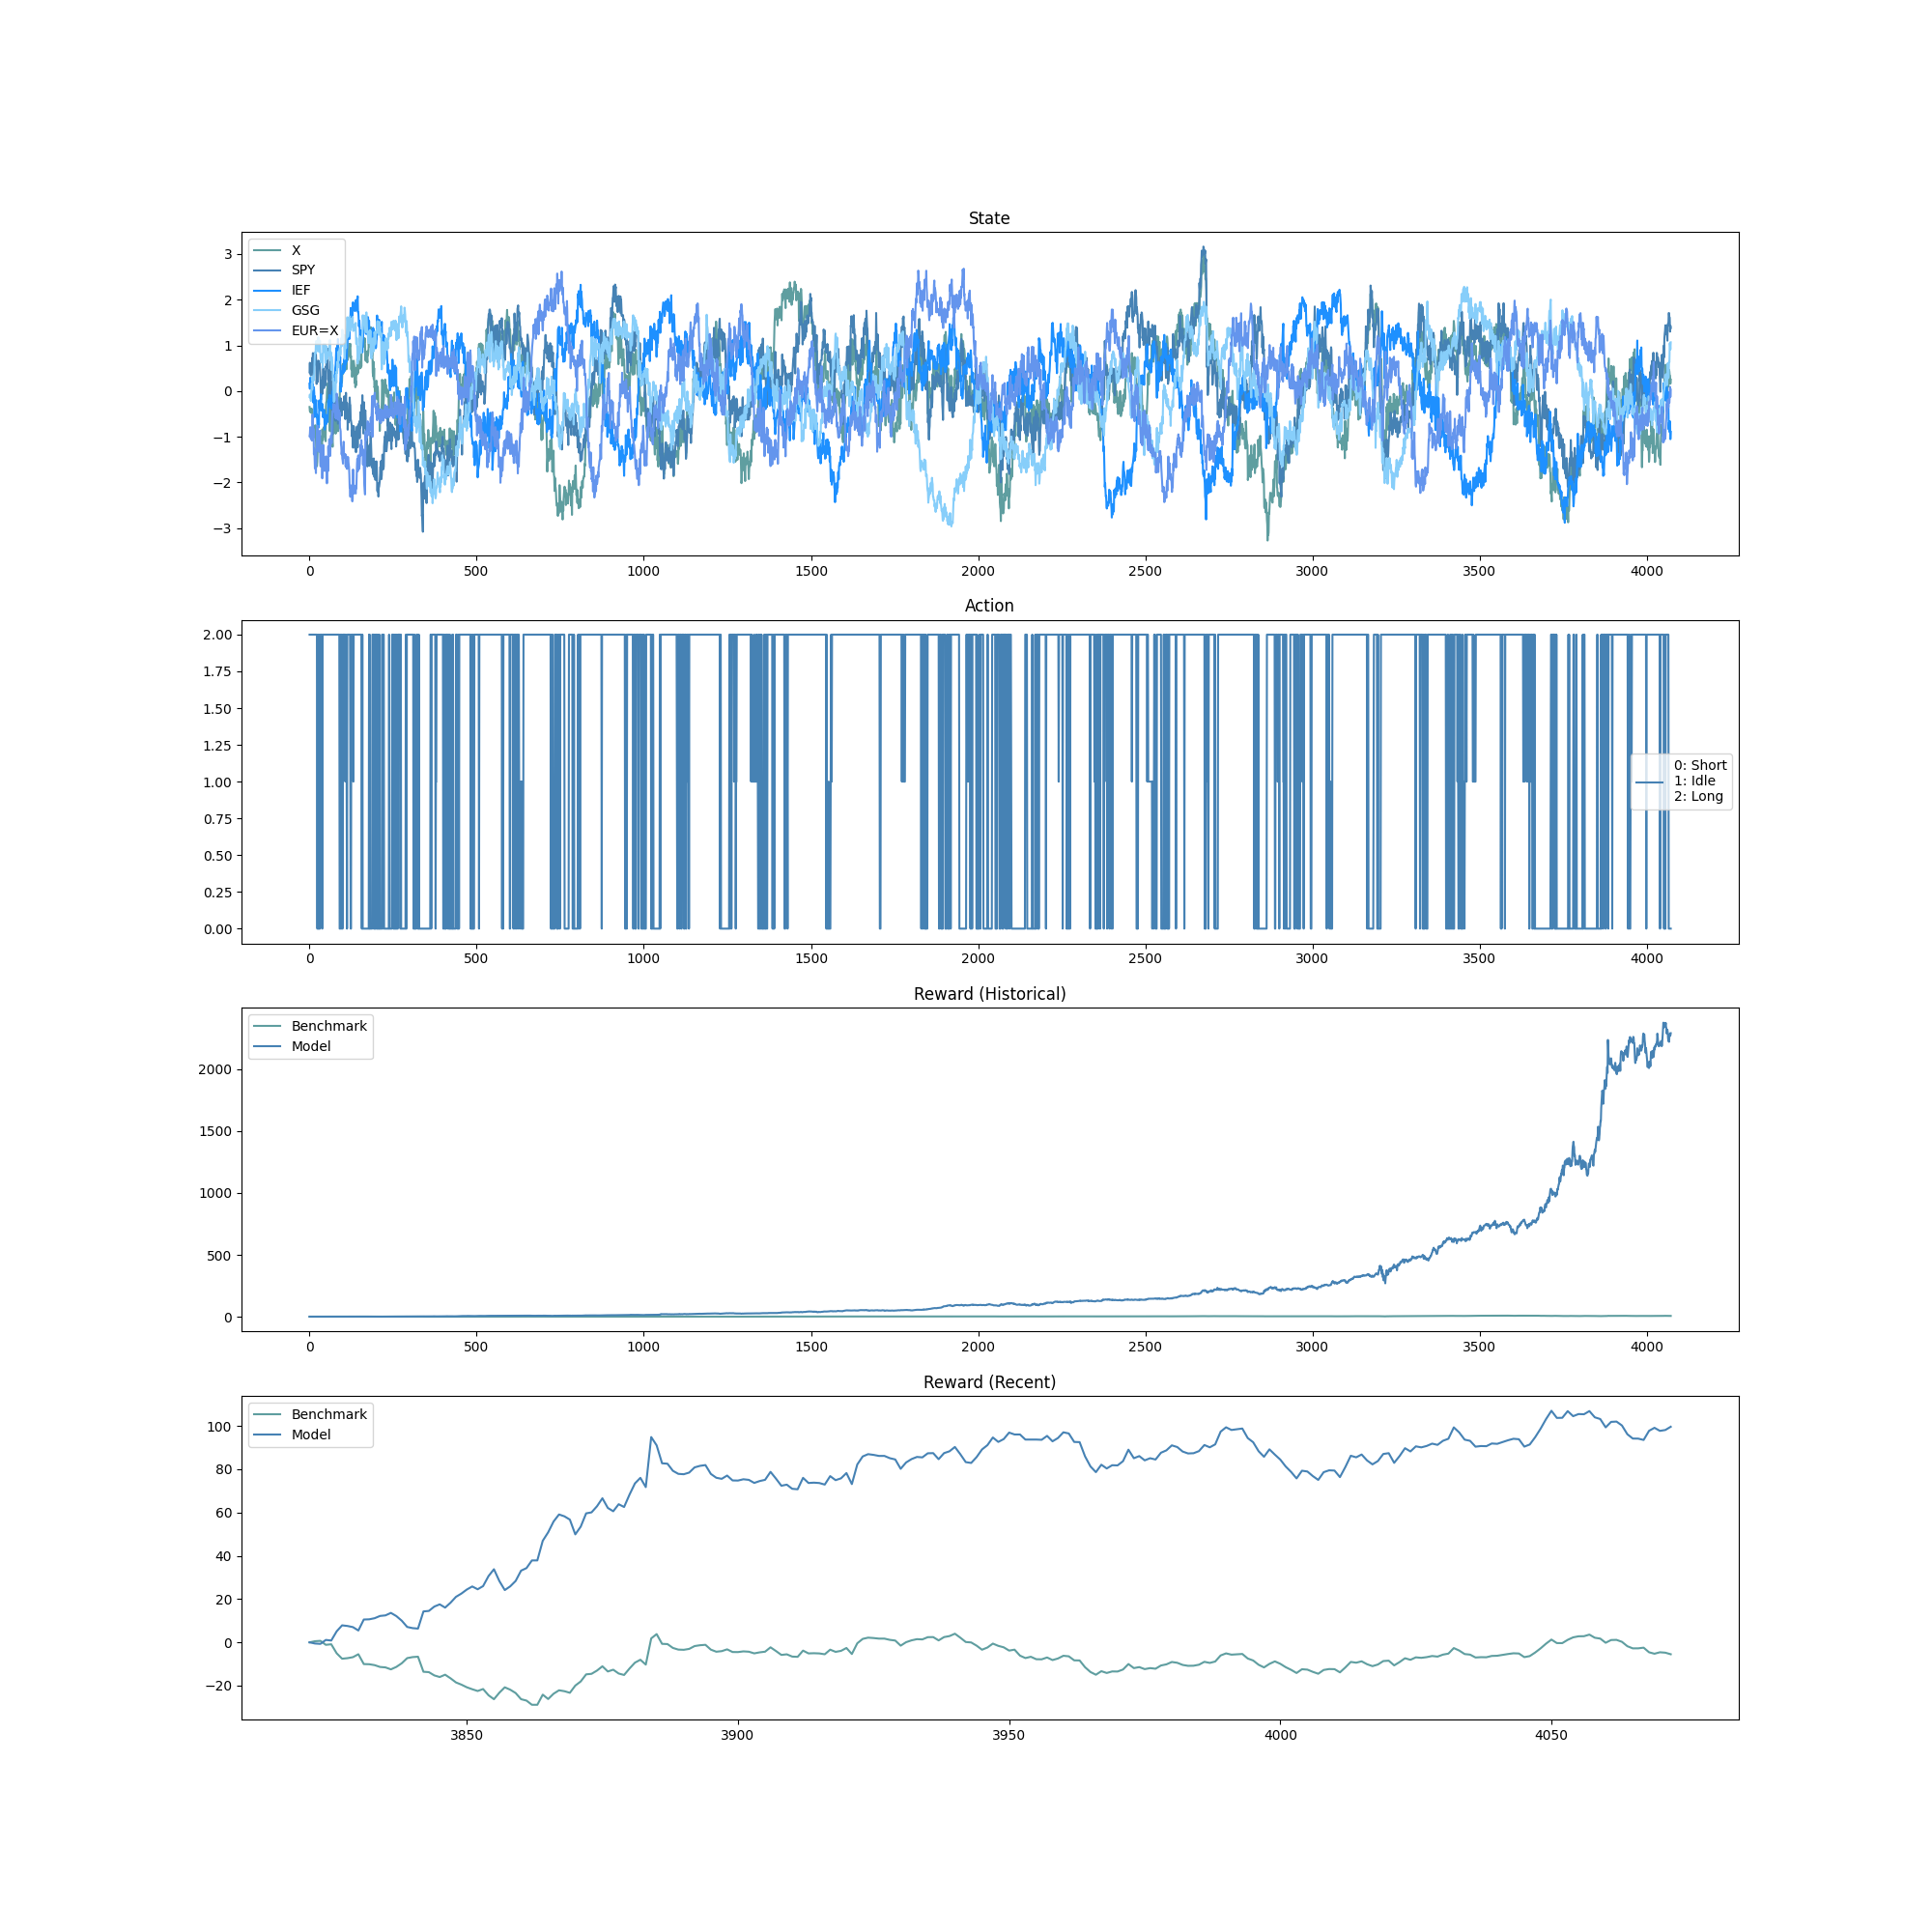 State
3
2
1
0
−1
−2
−3
X
SPY
IEF
GSG
EUR=X
0 500 1000 1500 2000 2500 3000 3500 4000
Action
2.00
1.75
1.50
1.25
1.00
0.75
0.50
0.25
0.00
0: Short
1: Idle
2: Long
0 500 1000 1500 2000 2500 3000 3500 4000
Reward (Historical)
Benchmark
Model
2000
1500
1000
500
0
0 500 1000 1500 2000 2500 3000 3500 4000
Reward (Recent)
Benchmark
Model
100
80
60
40
20
0
−20
3850 3900 3950 4000 4050